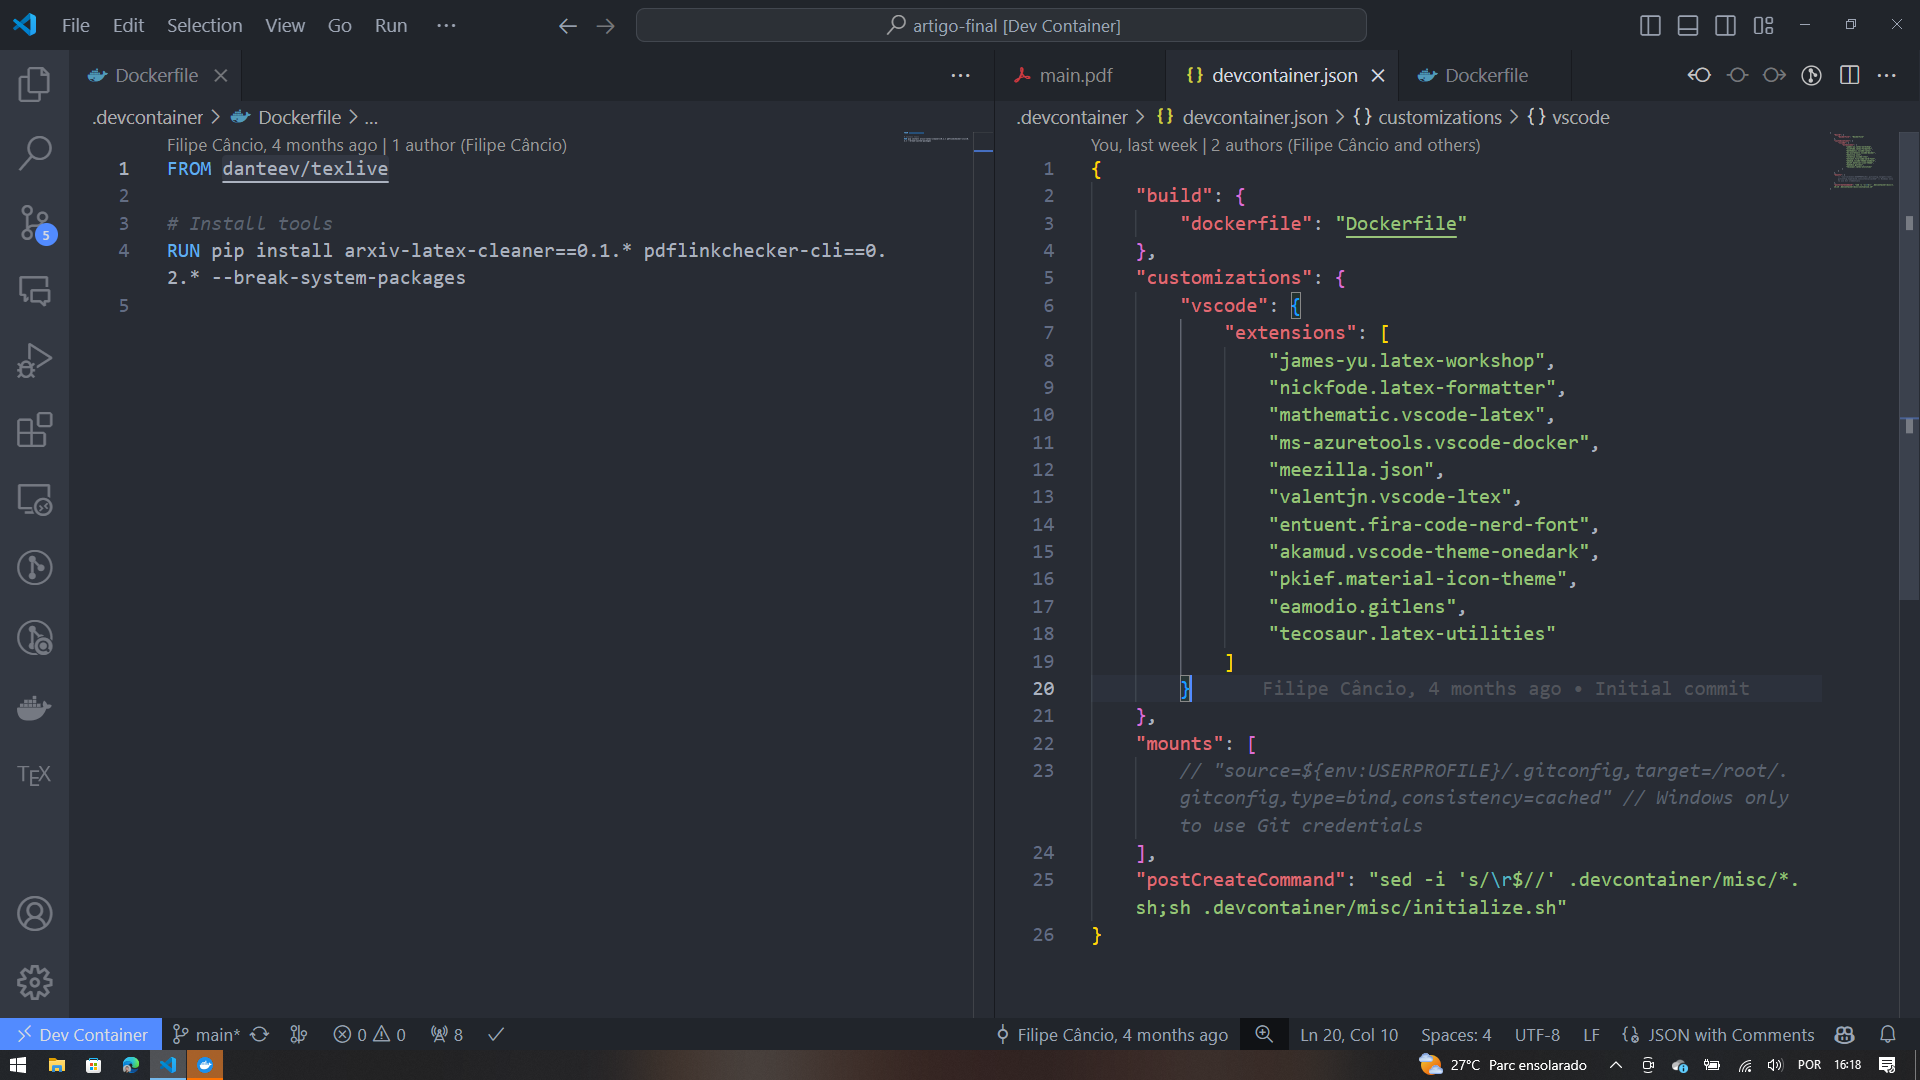 File Edit Selection View Go Run ···
artigo-final [Dev Container]
Dockerfile
.devcontainer > Dockerfile > ...
Filipe Câncio, 4 months ago | 1 author (Filipe Câncio)
1 FROM danteev/texlive
2
3 # Install tools
4 RUN pip install arxiv-latex-cleaner==0.1.* pdflinkchecker-cli==0.
2.* --break-system-packages
5
main.pdf
devcontainer.json
Dockerfile
.devcontainer > {} devcontainer.json > {} customizations > {} vscode
You, last week | 2 authors (Filipe Câncio and others)
1 {
2 "build": {
3 "dockerfile": "Dockerfile"
4 },
5 "customizations": {
6 "vscode": {
7 "extensions": [
8 "james-yu.latex-workshop",
9 "nickfode.latex-formatter",
10 "mathematic.vscode-latex",
11 "ms-azuretools.vscode-docker",
12 "meezilla.json",
13 "valentjn.vscode-ltex",
14 "entuent.fira-code-nerd-font",
15 "akamud.vscode-theme-onedark",
16 "pkief.material-icon-theme",
17 "eamodio.gitlens",
18 "tecosaur.latex-utilities"
19 ]
20 } Filipe Câncio, 4 months ago • Initial commit
21 },
22 "mounts": [
23 // "source=${env:USERPROFILE}/.gitconfig,target=/root/.
gitconfig,type=bind,consistency=cached" // Windows only
to use Git credentials
24 ],
25 "postCreateCommand": "sed -i 's/\r$//' .devcontainer/misc/*.
sh;sh .devcontainer/misc/initialize.sh"
26 }
5
TEX
Dev Container main* 0 0 8
Filipe Câncio, 4 months ago Ln 20, Col 10 Spaces: 4 UTF-8 LF {} JSON with Comments
27°C Parc ensolarado POR 16:18